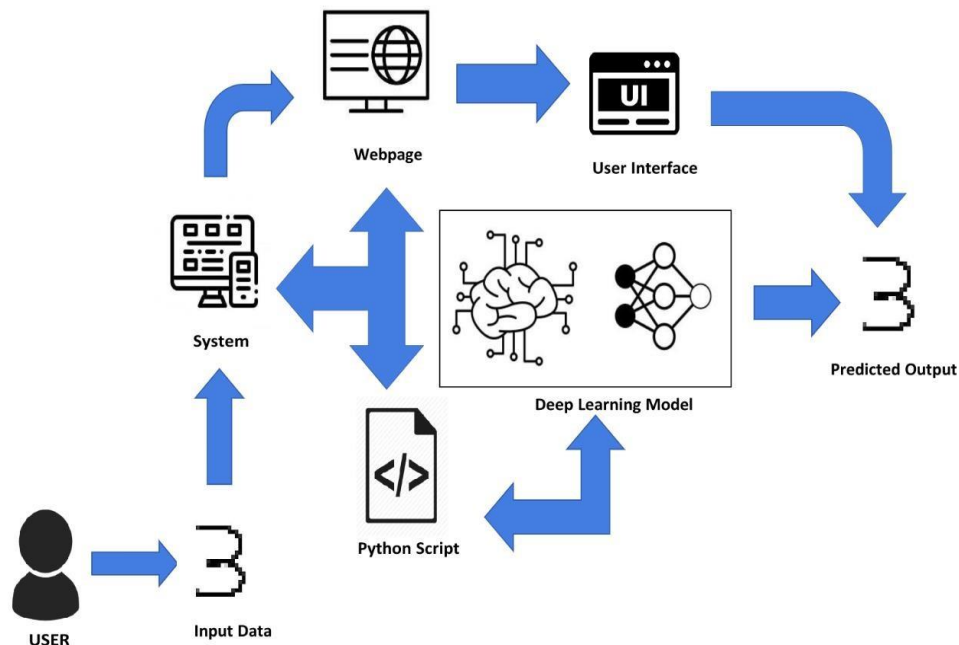 UI
Webpage
User Interface
System
Predicted Output
Deep Learning Model
</>
Python Script
3
3
USER
Input Data